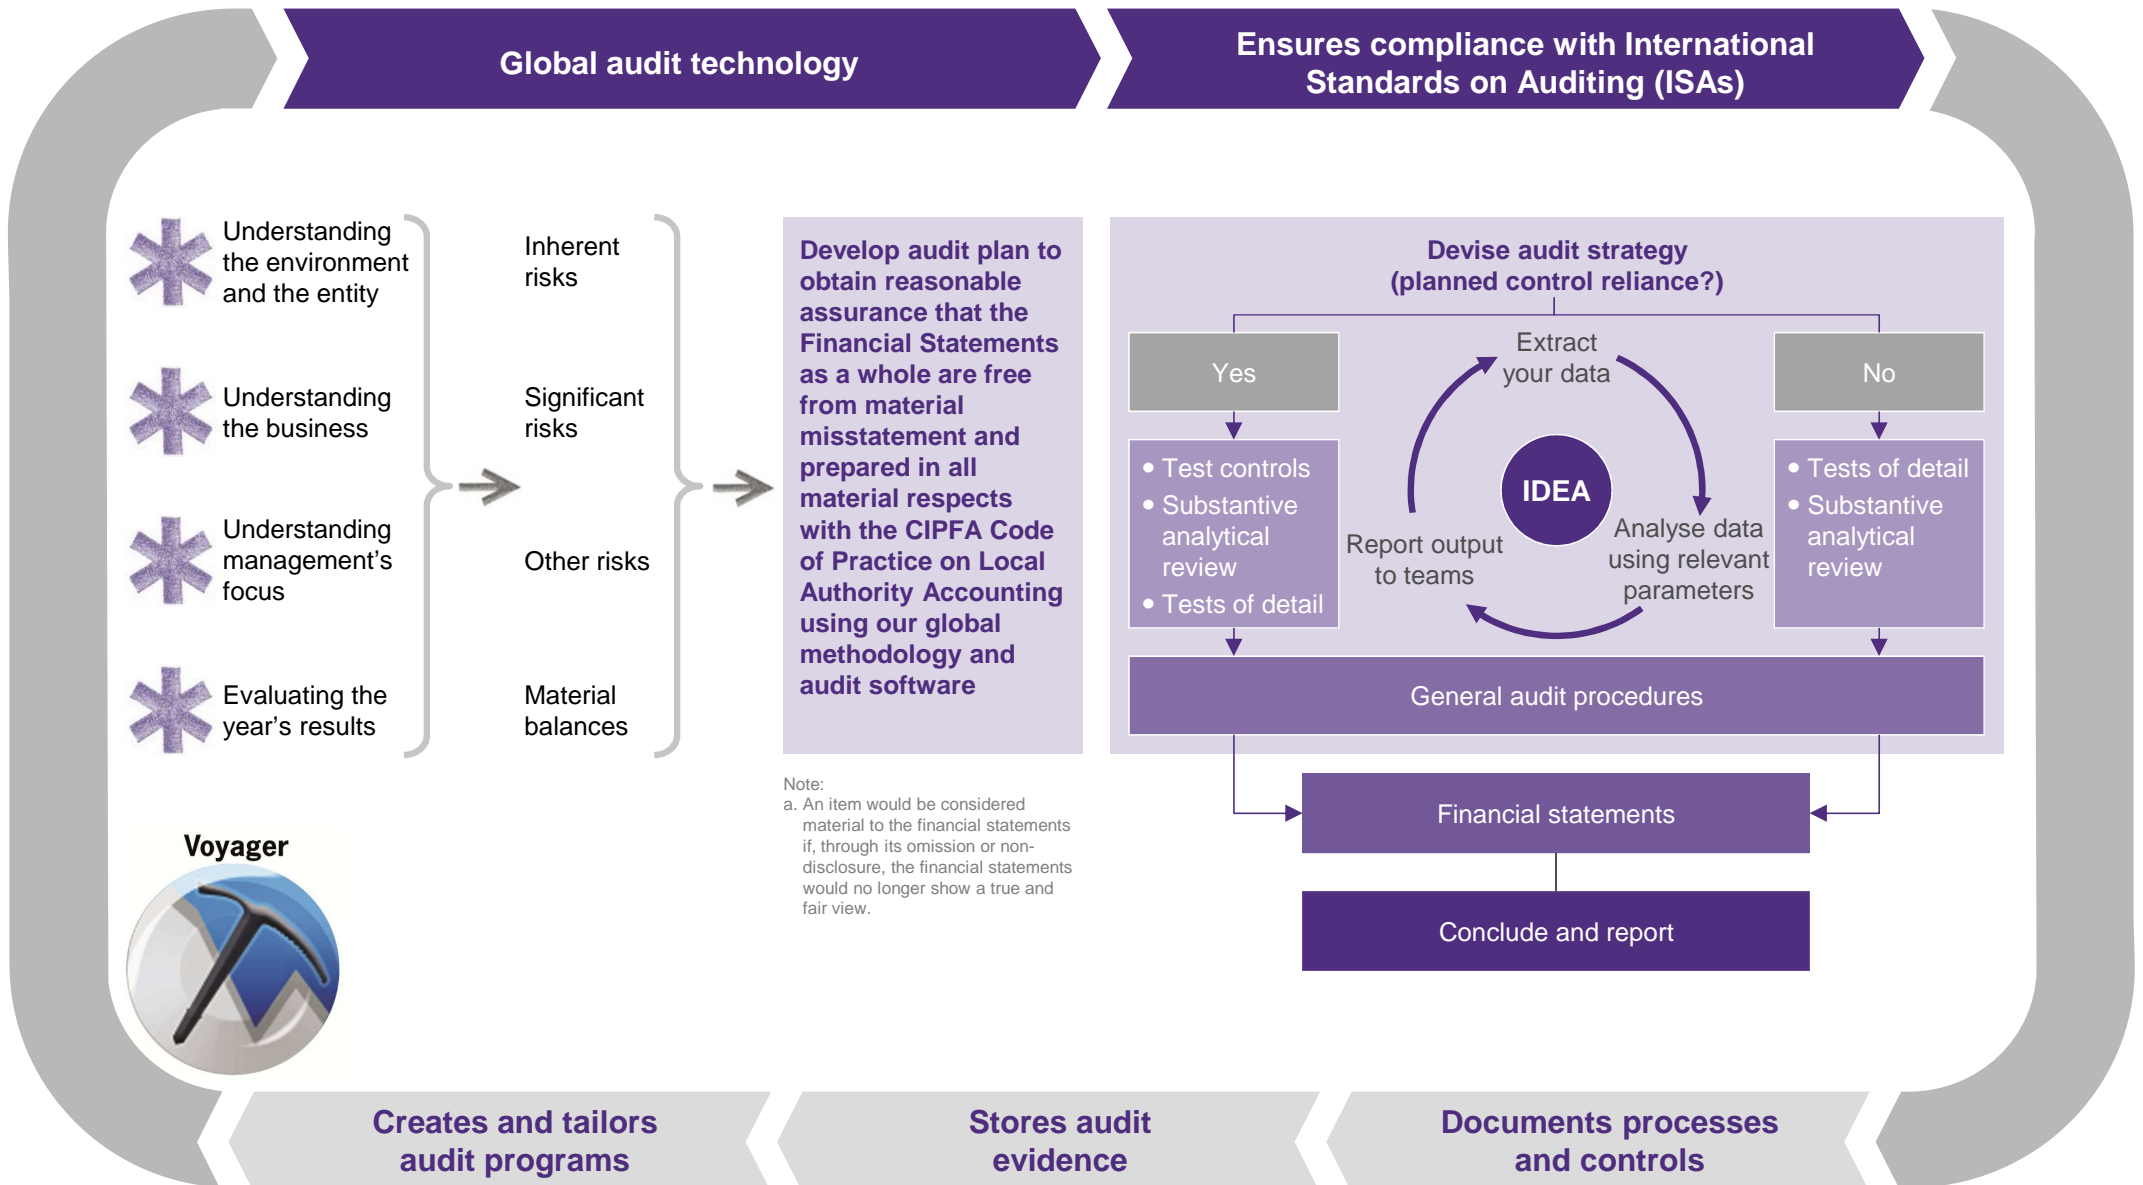 Global audit technology
Ensures compliance with International
Standards on Auditing (ISAs)
Understanding
the environment
and the entity
Understanding
the business
Understanding
management's
focus
Evaluating the
year's results
Inherent
risks
Significant
risks
Other risks
Material
balances
Develop audit plan to
obtain reasonable
assurance that the
Financial Statements
as a whole are free
from material
misstatement and
prepared in all
material respects
with the CIPFA Code
of Practice on Local
Authority Accounting
using our global
methodology and
audit software
Note:
a. An item would be considered
material to the financial statements
if, through its omission or non-
disclosure, the financial statements
would no longer show a true and
fair view.
Devise audit strategy
(planned control reliance?)
Yes
• Test controls
• Substantive
analytical
review
• Tests of detail
Extract
your data
IDEA
Analyse data
using relevant
parameters
Report output
to teams
No
• Tests of detail
• Substantive
analytical
review
General audit procedures
Financial statements
Conclude and report
Voyager
Creates and tailors
audit programs
Stores audit
evidence
Documents processes
and controls